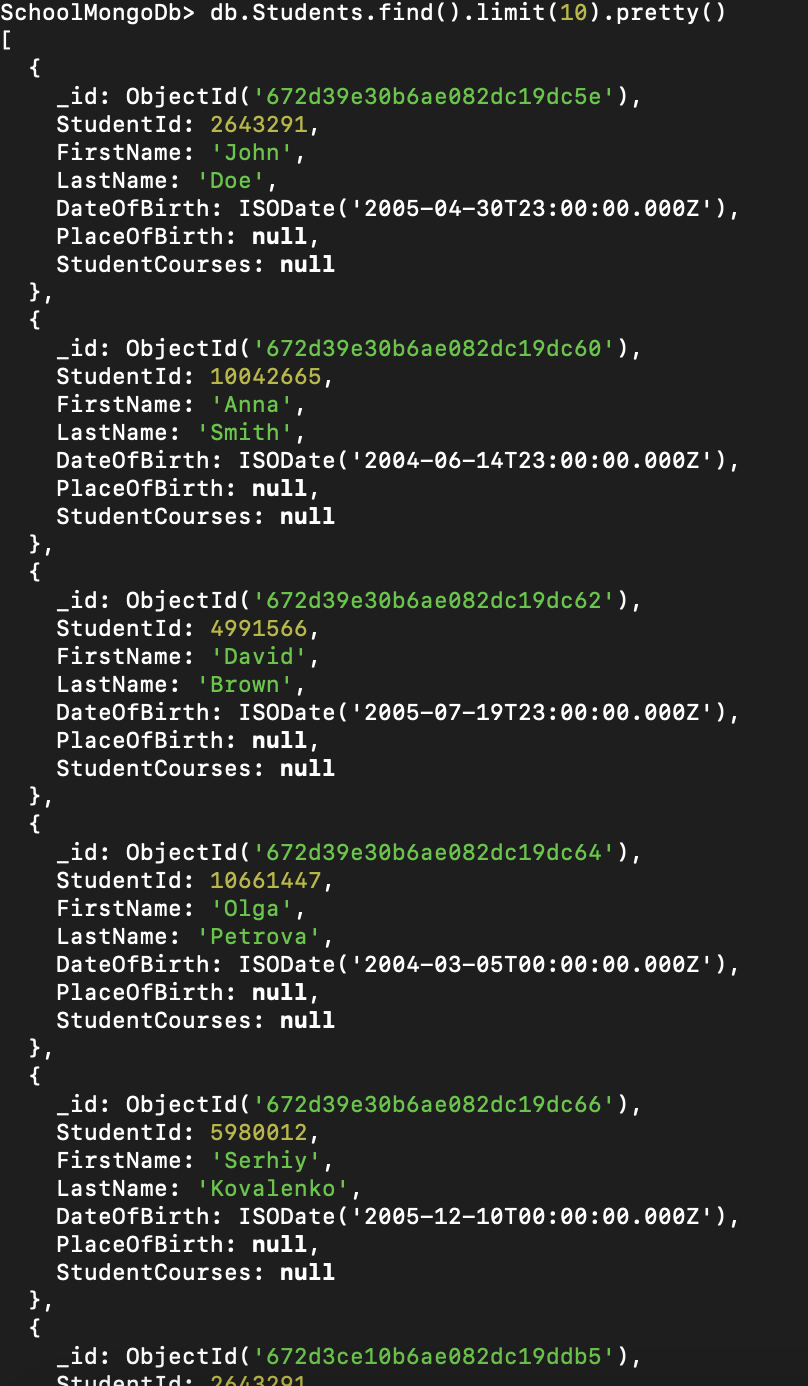 SchoolMongoDb> db.Students.find().limit(10).pretty()
[
  {
    _id: ObjectId('672d39e30b6ae082dc19dc5e'),
    StudentId: 2643291,
    FirstName: 'John',
    LastName: 'Doe',
    DateOfBirth: ISODate('2005-04-30T23:00:00.000Z'),
    PlaceOfBirth: null,
    StudentCourses: null
  },
  {
    _id: ObjectId('672d39e30b6ae082dc19dc60'),
    StudentId: 10042665,
    FirstName: 'Anna',
    LastName: 'Smith',
    DateOfBirth: ISODate('2004-06-14T23:00:00.000Z'),
    PlaceOfBirth: null,
    StudentCourses: null
  },
  {
    _id: ObjectId('672d39e30b6ae082dc19dc62'),
    StudentId: 4991566,
    FirstName: 'David',
    LastName: 'Brown',
    DateOfBirth: ISODate('2005-07-19T23:00:00.000Z'),
    PlaceOfBirth: null,
    StudentCourses: null
  },
  {
    _id: ObjectId('672d39e30b6ae082dc19dc64'),
    StudentId: 10661447,
    FirstName: 'Olga',
    LastName: 'Petrova',
    DateOfBirth: ISODate('2004-03-05T00:00:00.000Z'),
    PlaceOfBirth: null,
    StudentCourses: null
  },
  {
    _id: ObjectId('672d39e30b6ae082dc19dc66'),
    StudentId: 5980012,
    FirstName: 'Serhiy',
    LastName: 'Kovalenko',
    DateOfBirth: ISODate('2005-12-10T00:00:00.000Z'),
    PlaceOfBirth: null,
    StudentCourses: null
  },
  {
    _id: ObjectId('672d3ce10b6ae082dc19ddb5'),
    StudentId: 2643291,